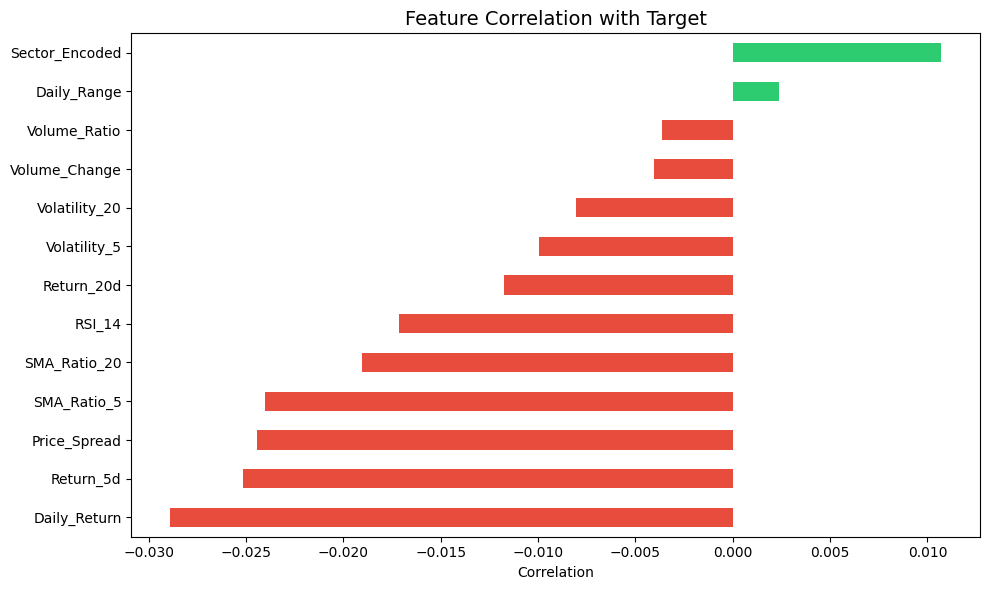 Feature Correlation with Target
Sector_Encoded
Daily_Range
Volume_Ratio
Volume_Change
Volatility_20
Volatility_5
Return_20d
RSI_14
SMA_Ratio_20
SMA_Ratio_5
Price_Spread
Return_5d
Daily_Return
−0.030 −0.025 −0.020 −0.015 −0.010 −0.005 0.000 0.005 0.010
Correlation